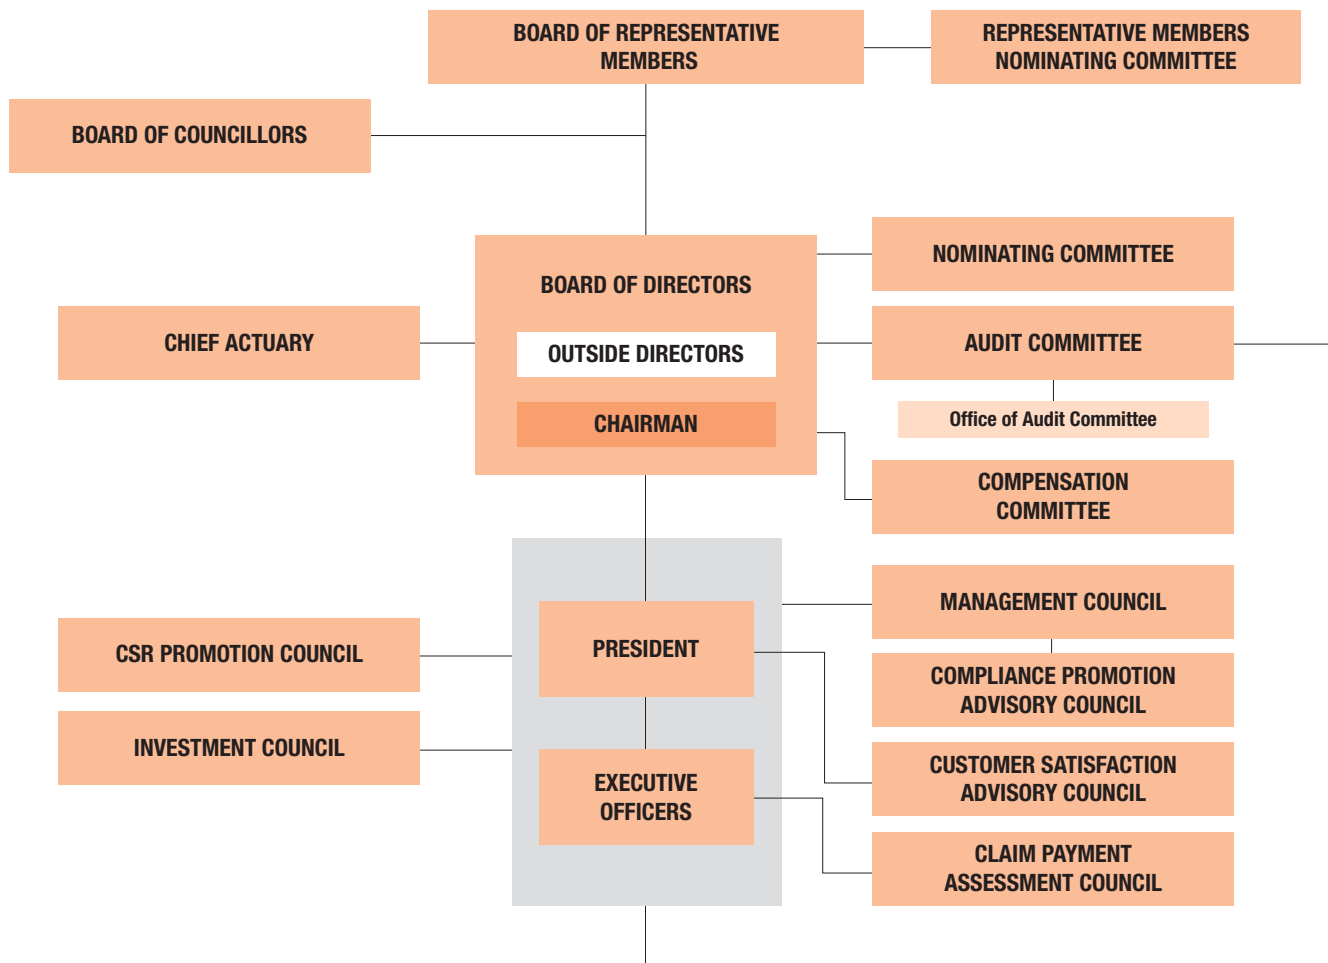 BOARD OF REPRESENTATIVE
MEMBERS
REPRESENTATIVE MEMBERS
NOMINATING COMMITTEE
BOARD OF COUNCILLORS
NOMINATING COMMITTEE
BOARD OF DIRECTORS
CHIEF ACTUARY
OUTSIDE DIRECTORS
AUDIT COMMITTEE
CHAIRMAN
Office of Audit Committee
COMPENSATION
COMMITTEE
MANAGEMENT COUNCIL
CSR PROMOTION COUNCIL
PRESIDENT
COMPLIANCE PROMOTION
ADVISORY COUNCIL
INVESTMENT COUNCIL
EXECUTIVE
OFFICERS
CUSTOMER SATISFACTION
ADVISORY COUNCIL
CLAIM PAYMENT
ASSESSMENT COUNCIL